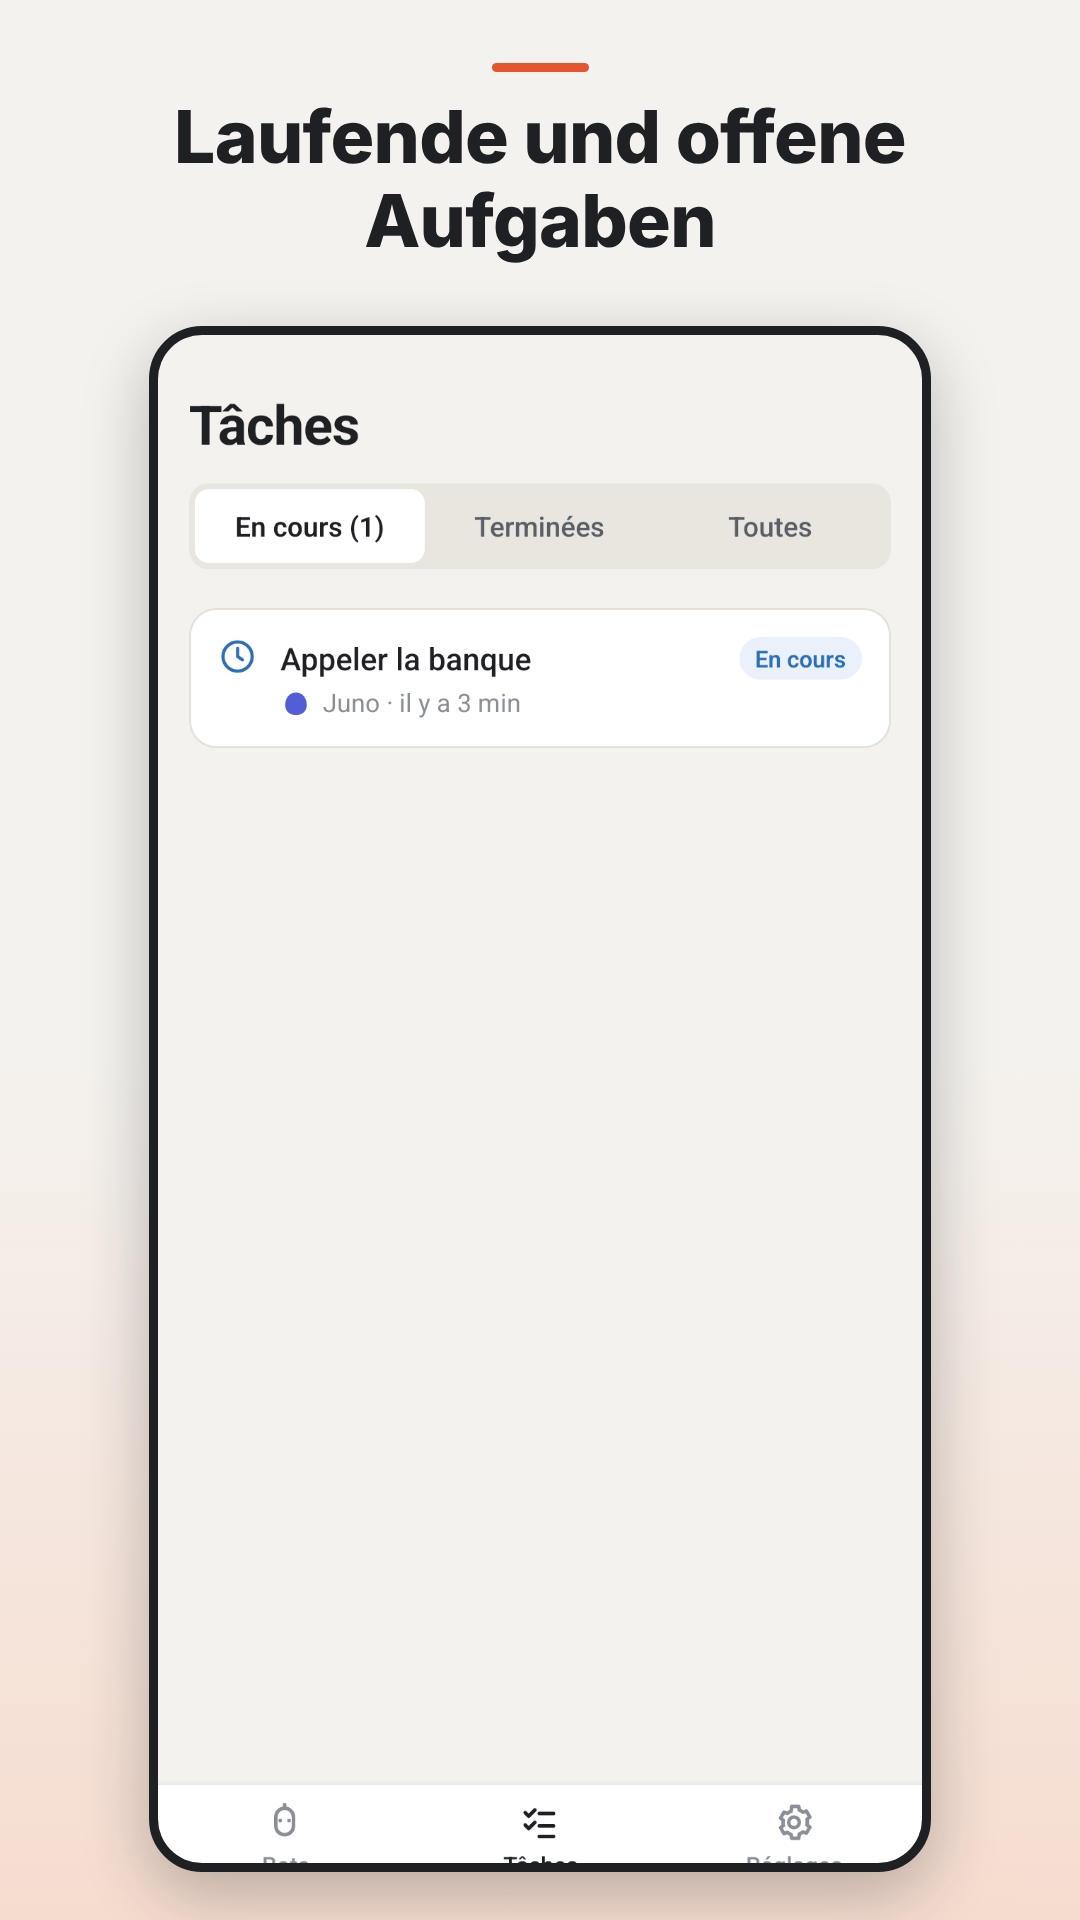 Laufende und offene
Aufgaben
Tâches
En cours (1) Terminées Toutes
Appeler la banque En cours
Juno · il y a 3 min
Tâches